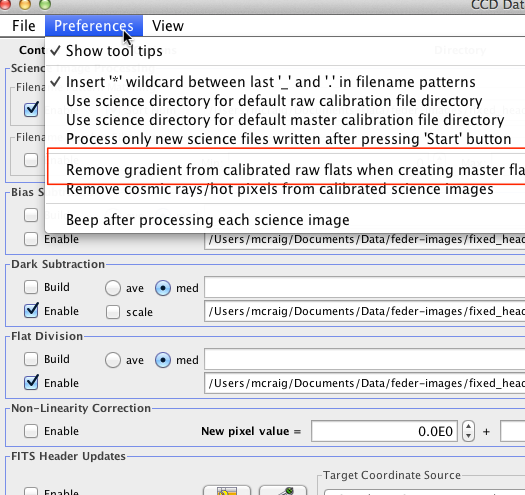 CCD Dat
File Preferences View
Cont
✓ Show tool tips
Scienc
Filena
✓ Insert '*' wildcard between last '_' and '.' in filename patterns
Use science directory for default raw calibration file directory
Use science directory for default master calibration file directory
Filena
Process only new science files written after pressing 'Start' button
Remove gradient from calibrated raw flats when creating master fla
Remove cosmic rays/hot pixels from calibrated science images
Bias S
Beep after processing each science image
Enable /Users/mcraig/Documents/Data/feder-images/fixed_head
Dark Subtraction
Build ave med
Enable scale /Users/mcraig/Documents/Data/feder-images/fixed_head
Flat Division
Build ave med
Enable /Users/mcraig/Documents/Data/feder-images/fixed_head
Non-Linearity Correction
Enable New pixel value = 0.0E0 +
FITS Header Updates
Target Coordinate Source
Enable